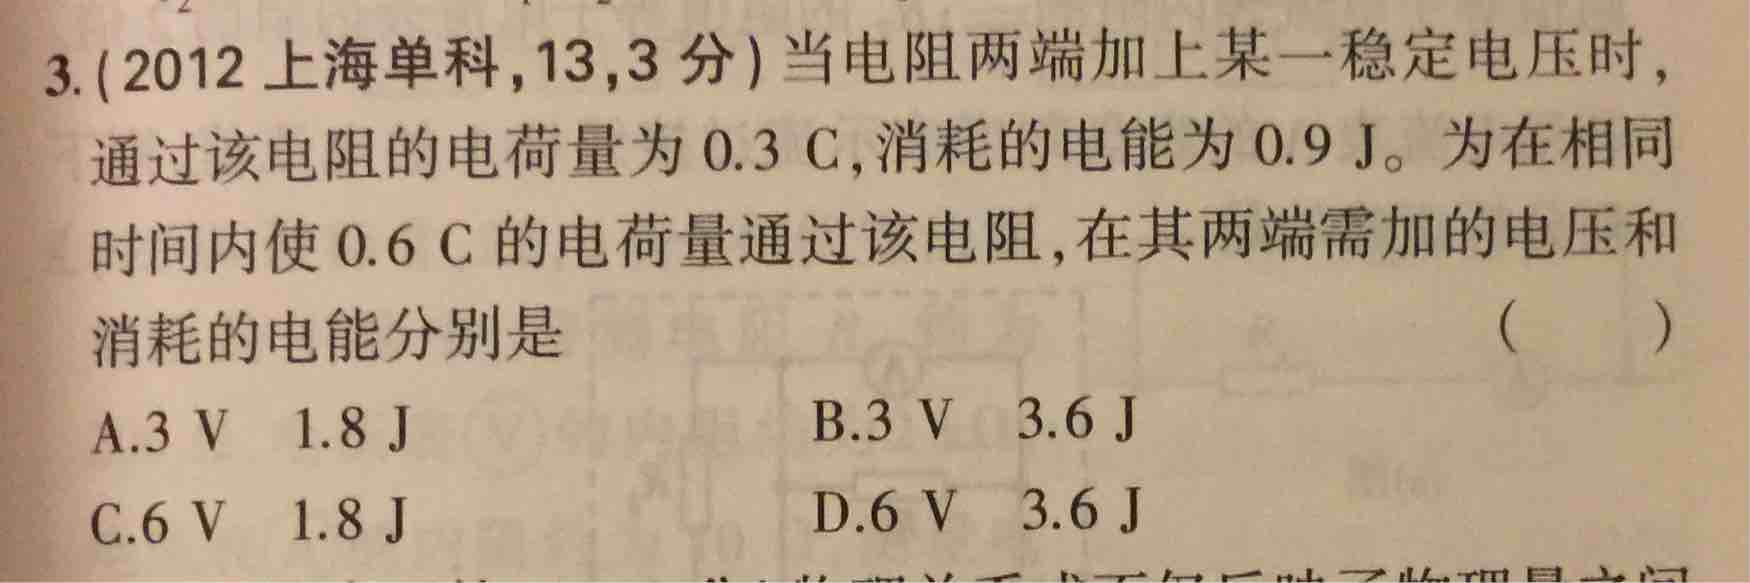 3.(2012 上海单科,13,3 分)当电阻两端加上某一稳定电压时,
通过该电阻的电荷量为 0.3 C,消耗的电能为 0.9 J。为在相同
时间内使 0.6 C 的电荷量通过该电阻,在其两端需加的电压和
消耗的电能分别是 ( )
A.3 V 1.8 J B.3 V 3.6 J
C.6 V 1.8 J D.6 V 3.6 J